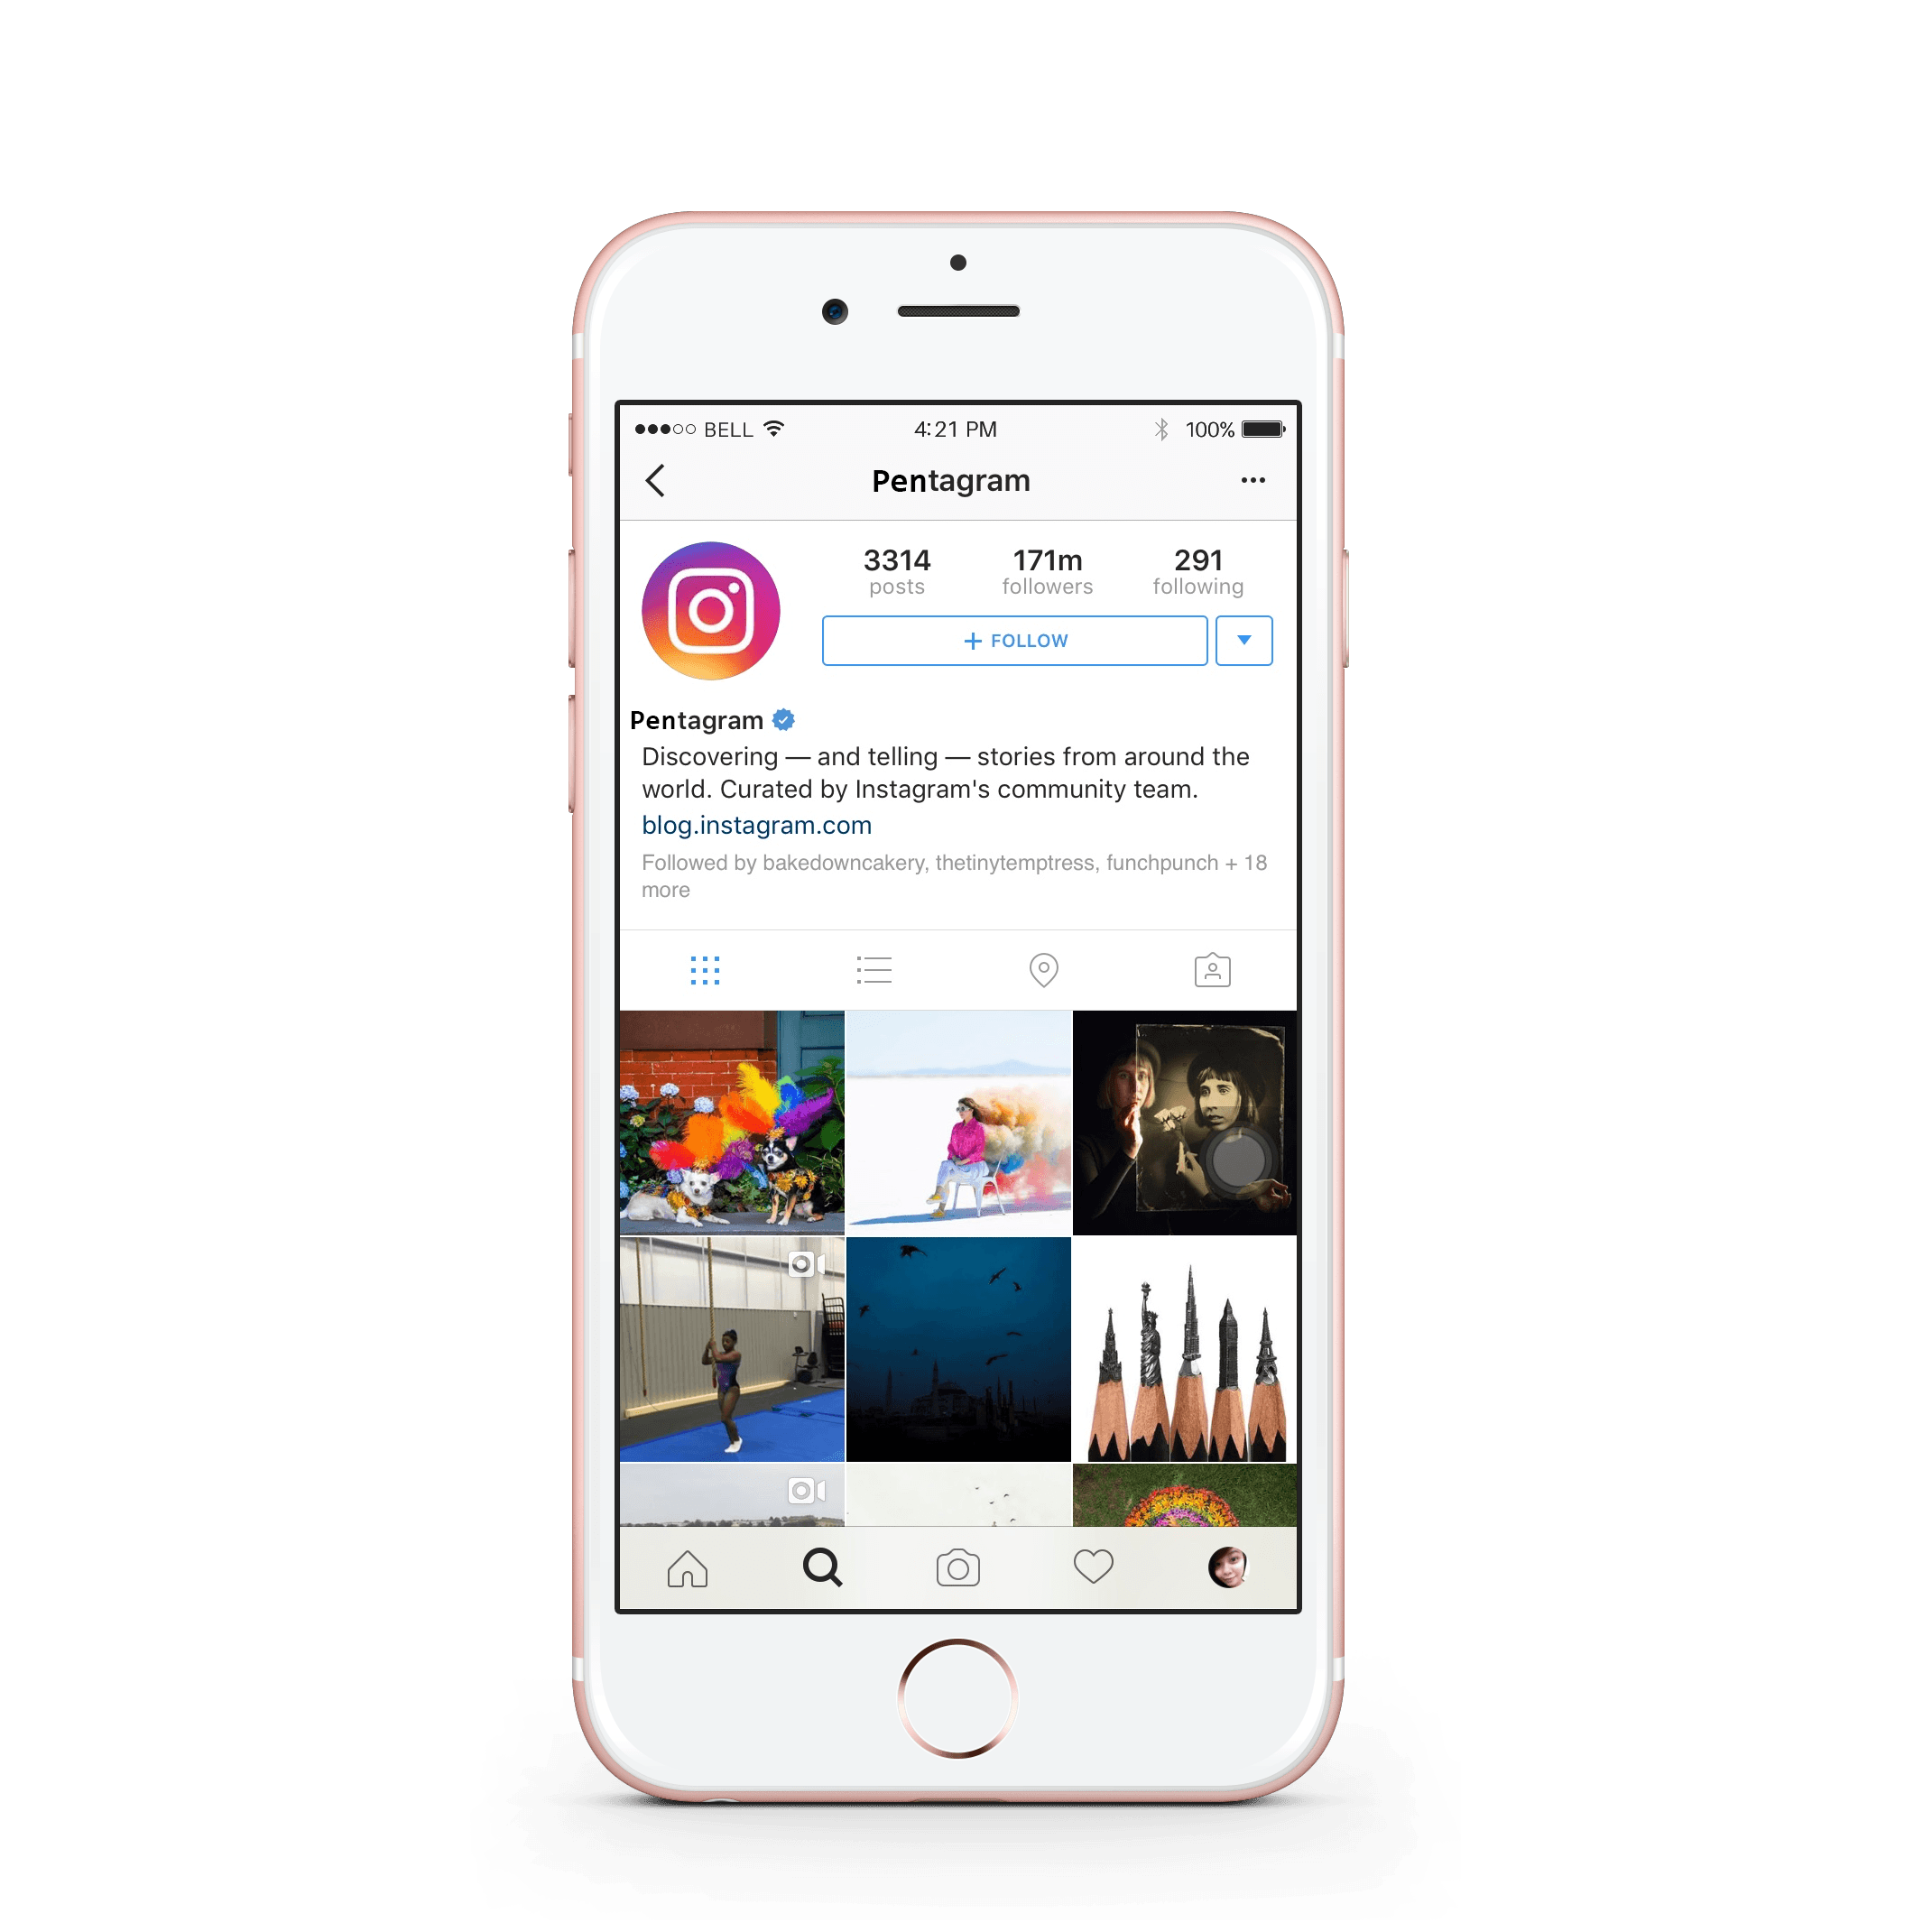 BELL 4:21 PM 100%
Pentagram
3314 171m 291
posts followers following
+ FOLLOW
Pentagram
Discovering — and telling — stories from around the
world. Curated by Instagram's community team.
blog.instagram.com
Followed by bakedowncakery, thetinytemptress, funchpunch + 18
more